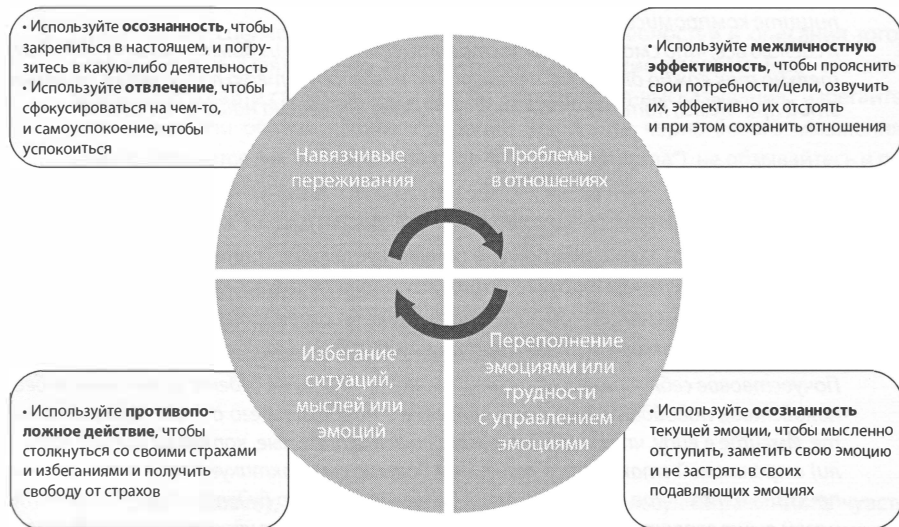 • Используйте осознанность, чтобы
закрепиться в настоящем, и погру-
зитесь в какую-либо деятельность
• Используйте отвлечение, чтобы
сфокусироваться на чем-то,
и самоуспокоение, чтобы
успокоиться
• Используйте межличностную
эффективность, чтобы прояснить
свои потребности/цели, озвучить
их, эффективно их отстоять
и при этом сохранить отношения
Навязчивые
переживания
Проблемы
в отношениях
Избегание
ситуаций,
мыслей или
эмоций
Переполнение
эмоциями или
трудности
с управлением
эмоциями
• Используйте противопо-
ложное действие, чтобы
столкнуться со своими страхами
и избеганиями и получить
свободу от страхов
• Используйте осознанность
текущей эмоции, чтобы мысленно
отступить, заметить свою эмоцию
и не застрять в своих
подавляющих эмоциях